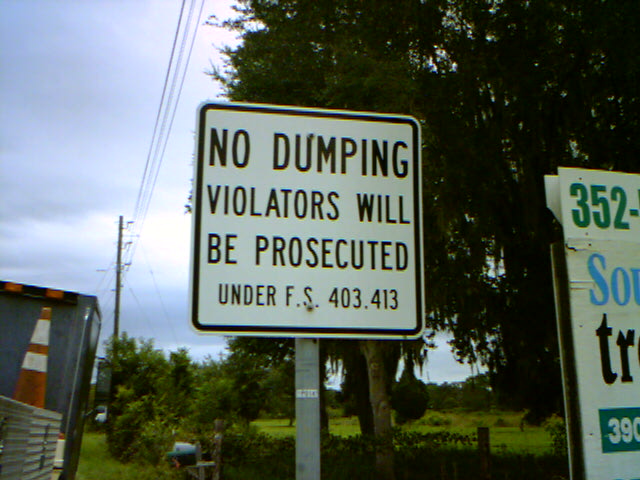 NO DUMPING
VIOLATORS WILL
BE PROSECUTED
UNDER F.S. 403.413
352-
Sou
tr
390